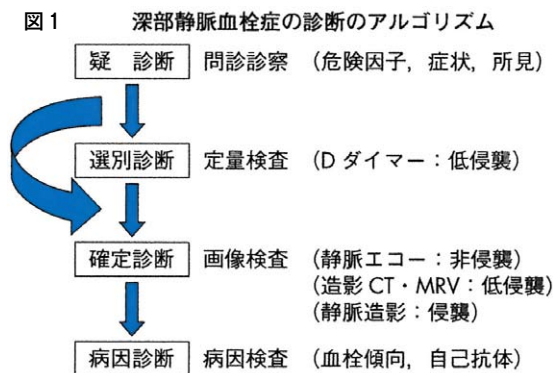 図1 深部静脈血栓症の診断のアルゴリズム
疑 診断 問診診察 (危険因子, 症状, 所見)
選別診断 定量検査 (Dダイマー:低侵襲)
確定診断 画像検査 (静脈エコー:非侵襲)
(造影CT・MRV:低侵襲)
(静脈造影:侵襲)
病因診断 病因検査 (血栓傾向, 自己抗体)